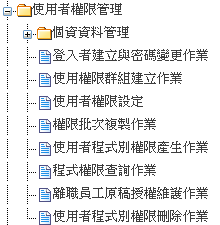 使用者權限管理
個資資料管理
登入者建立與密碼變更作業
使用權限群組建立作業
使用者權限設定
權限批次複製作業
使用者程式別權限產生作業
程式權限查詢作業
離職員工原稿授權維護作業
使用者程式別權限刪除作業